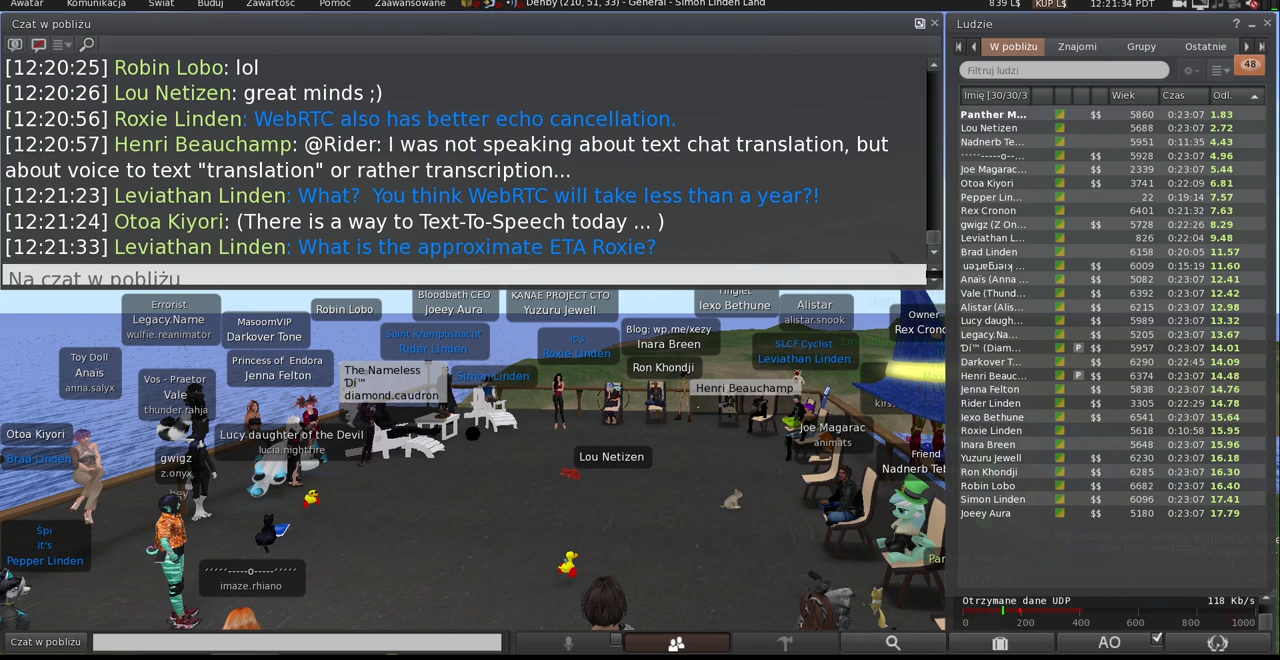 Awatar Komunikacja Świat Buduj Zawartość Pomoc Zaawansowane Denby (210, 51, 33) - General - Simon Linden Land 839 L$ KUP L$ 12:21:34 PDT
Czat w pobliżu
[12:20:25] Robin Lobo: lol
[12:20:26] Lou Netizen: great minds ;)
[12:20:56] Roxie Linden: WebRTC also has better echo cancellation.
[12:20:57] Henri Beauchamp: @Rider: I was not speaking about text chat translation, but
about voice to text "translation" or rather transcription...
[12:21:23] Leviathan Linden: What?  You think WebRTC will take less than a year?!
[12:21:24] Otoa Kiyori: (There is a way to Text-To-Speech today ... )
[12:21:33] Leviathan Linden: What is the approximate ETA Roxie?
Na czat w pobliżu
Errorist
Legacy.Name
wulfie.reanimator
MasoomVIP
Darkover Tone
Robin Lobo
Bloodbath CEO
Joeey Aura
KANAE PROJECT CTO
Yuzuru Jewell
Iexo Bethune
Alistar
alistar.snook
Owner
Rex Crono
Saint Krampusnacht
Rider Linden
It's
Roxie Linden
Blog: wp.me/xezy
Inara Breen
SLCF Cyclist
Leviathan Linden
Toy Doll
Anaïs
anna.salyx
Princess of Endora
Jenna Felton
Vos - Praetor
Vale
thunder.rahja
The Nameless
Ɗí™
diamond.caudron
Simon Linden
Ron Khondji
Henri Beauchamp
Otoa Kiyori
Brad Linden
Lucy daughter of the Devil
lucia.nightfire
gwigz
z.onyx
hey
Lou Netizen
Joe Magarac
animats
Friend
Nadnerb Teb
Śpi
It's
Pepper Linden
´´´´´-----o-----´´´´´
imaze.rhiano
Czat w pobliżu
Ludzie
W pobliżu Znajomi Grupy Ostatnie
Filtruj ludzi
48
Imię [30/30/3 Wiek Czas Odl.
Panther M... $$ 5860 0:23:07 1.83
Lou Netizen 5688 0:23:07 2.72
Nadnerb Te... 5951 0:11:35 4.43
´´´´´-----o--... $$ 5928 0:23:07 4.96
Joe Magarac... $$ 2339 0:23:07 5.44
Otoa Kiyori $$ 3741 0:22:09 6.81
Pepper Lin... 22 0:19:14 7.57
Rex Cronon 6401 0:21:32 7.63
gwigz (Z On... $$ 5728 0:22:26 8.29
Leviathan L... 826 0:22:04 9.48
Brad Linden 6158 0:20:05 11.57
$$ 6009 0:15:19 11.60
Anaïs (Anna ... $$ 5082 0:23:07 12.41
Vale (Thund... $$ 6392 0:23:07 12.42
Alistar (Alis... $$ 6215 0:23:07 12.98
Lucy daugh... $$ 5989 0:23:07 13.32
Legacy.Na... $$ 5205 0:23:07 13.67
Ɗí™ (Diam... P $$ 5957 0:23:07 14.01
Darkover T... $$ 6290 0:22:45 14.09
Henri Beauc... P $$ 6374 0:23:07 14.48
Jenna Felton $$ 5838 0:23:07 14.76
Rider Linden $$ 3305 0:22:29 14.78
Iexo Bethune $$ 6541 0:23:07 15.64
Roxie Linden 5618 0:10:58 15.95
Inara Breen $$ 5648 0:23:07 15.96
Yuzuru Jewell $$ 6230 0:23:07 16.18
Ron Khondji $$ 6285 0:23:07 16.30
Robin Lobo $$ 6682 0:23:07 16.40
Simon Linden $$ 6096 0:23:07 17.41
Joeey Aura $$ 5180 0:23:07 17.79
Otrzymane dane UDP 118 Kb/s
0 200 400 600 800 1000
AO